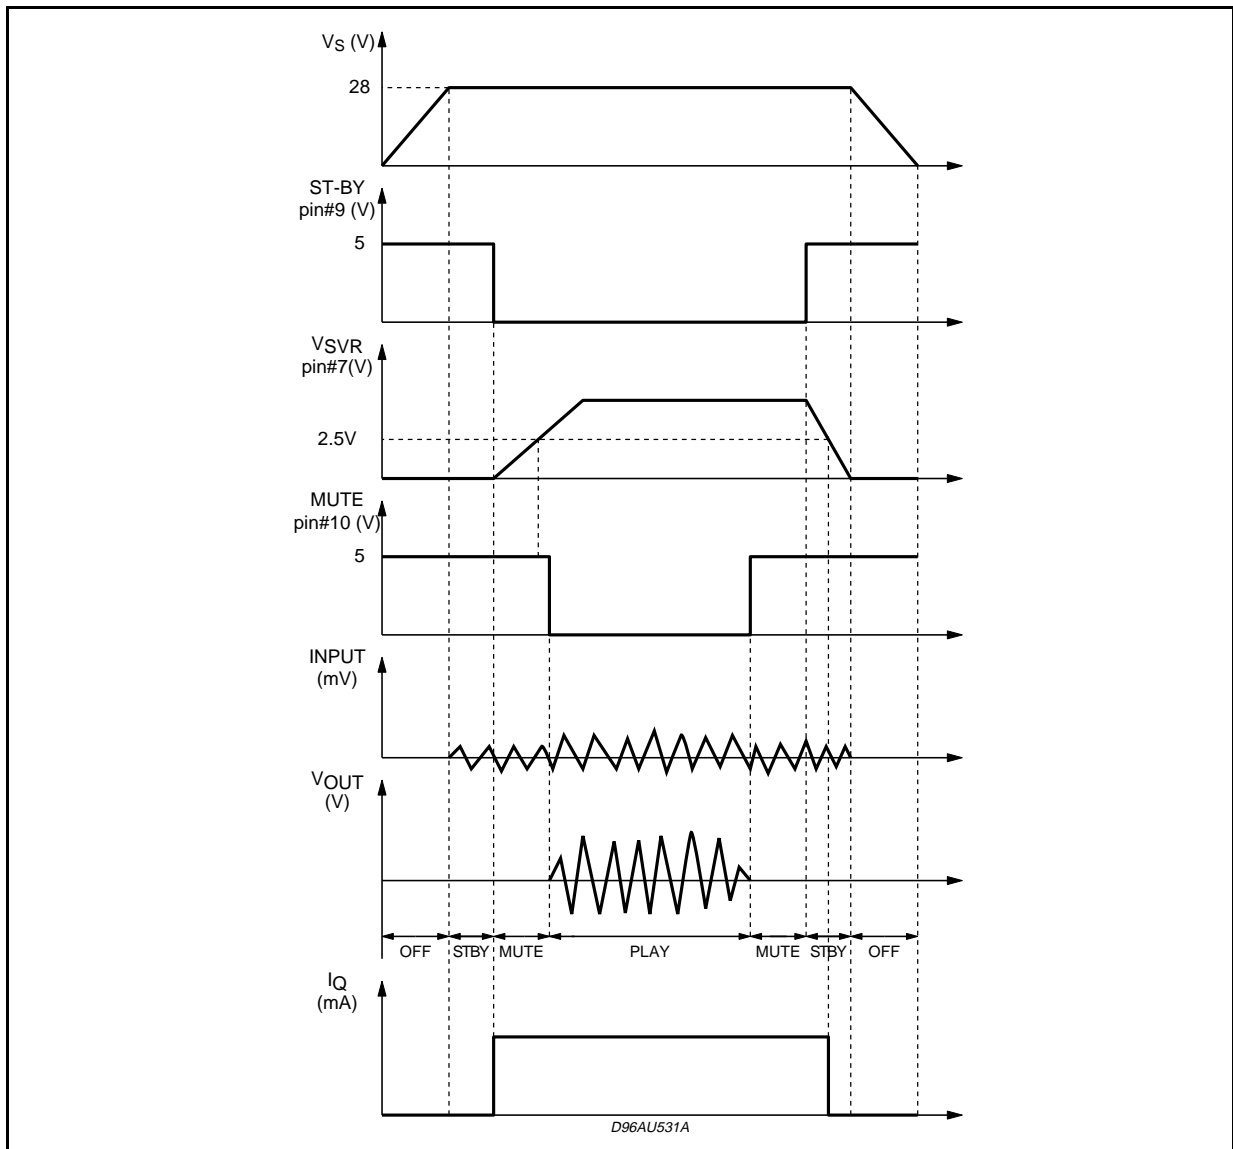 VS (V)
28
ST-BY
pin#9 (V)
5
VSVR
pin#7(V)
2.5V
MUTE
pin#10 (V)
5
INPUT
(mV)
VOUT
(V)
OFF STBY MUTE PLAY MUTE STBY OFF
IQ
(mA)
D96AU531A